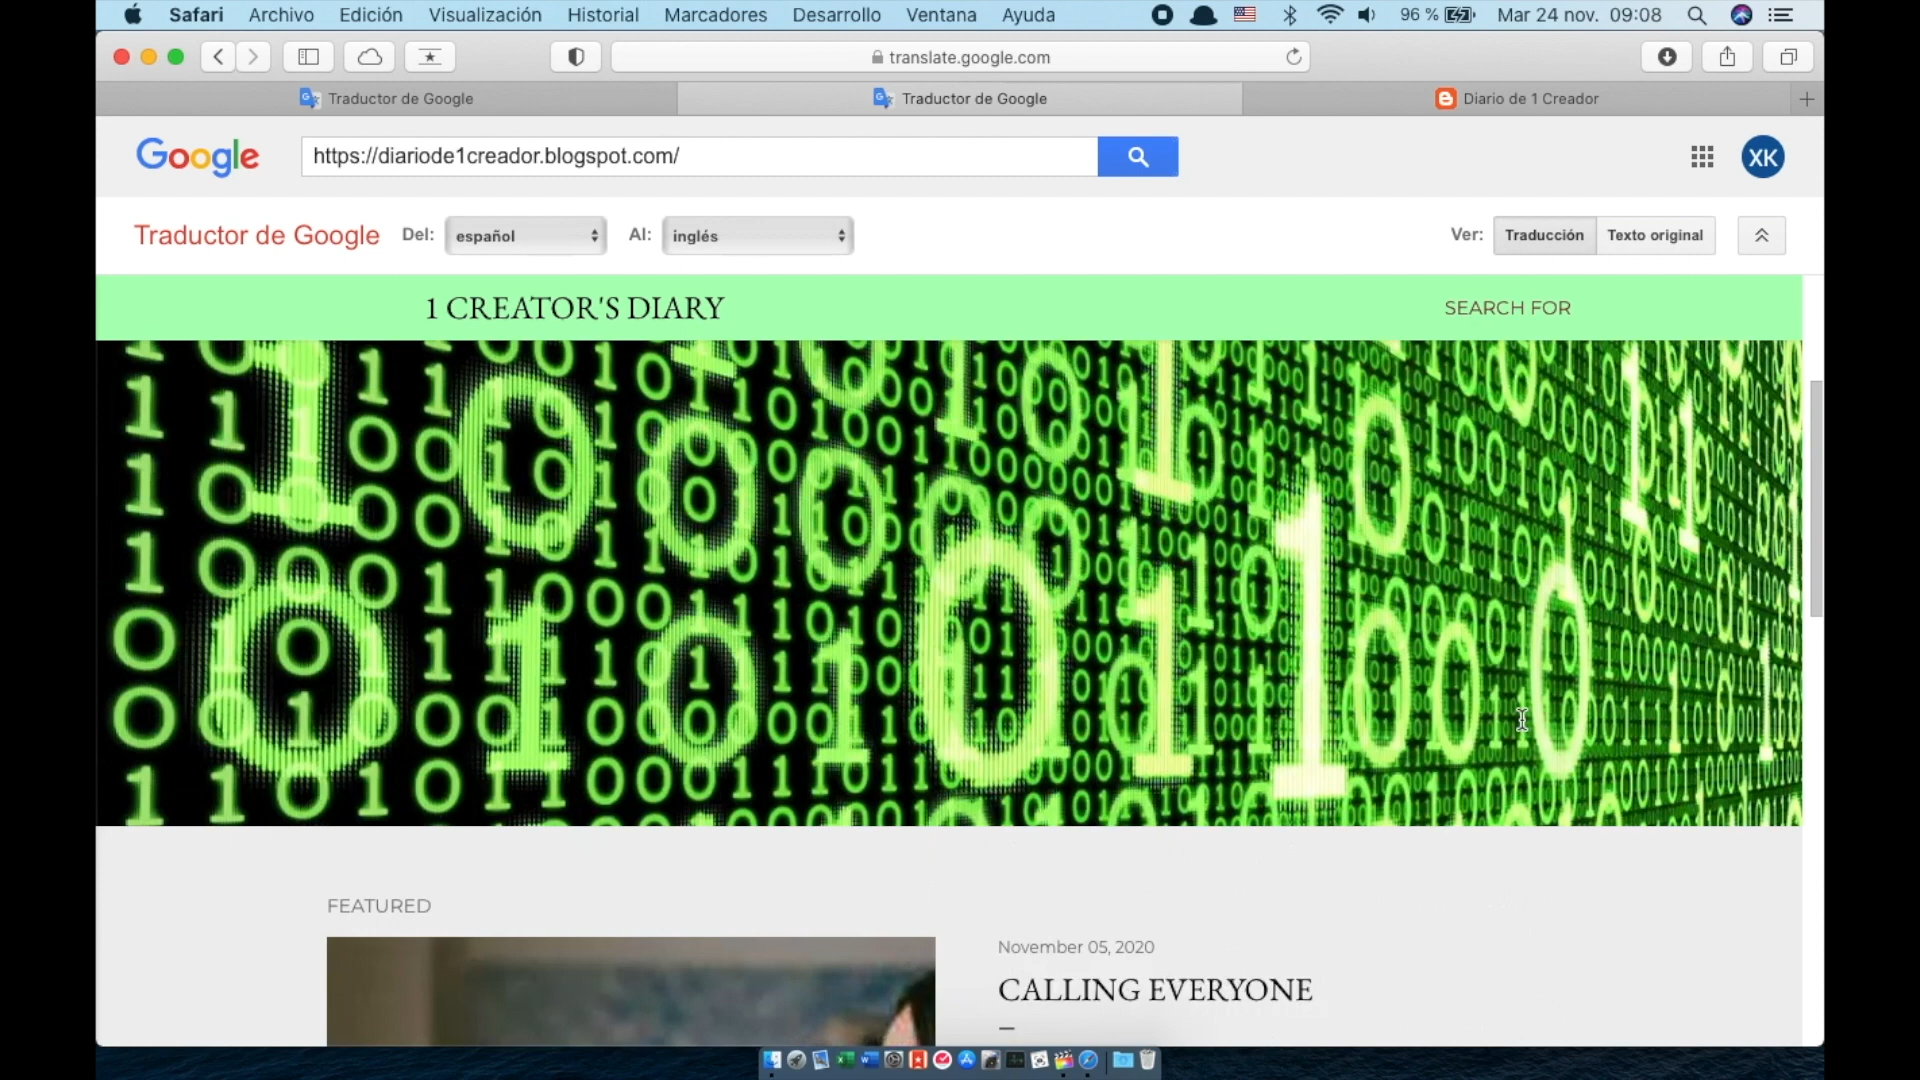 Safari Archivo Edición Visualización Historial Marcadores Desarrollo Ventana Ayuda 96 % Mar 24 nov. 09:08
translate.google.com
Traductor de Google Traductor de Google Diario de 1 Creador
Google https://diariode1creador.blogspot.com/ XK
Traductor de Google Del: español Al: inglés Ver: Traducción Texto original
1 CREATOR'S DIARY SEARCH FOR
FEATURED
November 05, 2020
CALLING EVERYONE